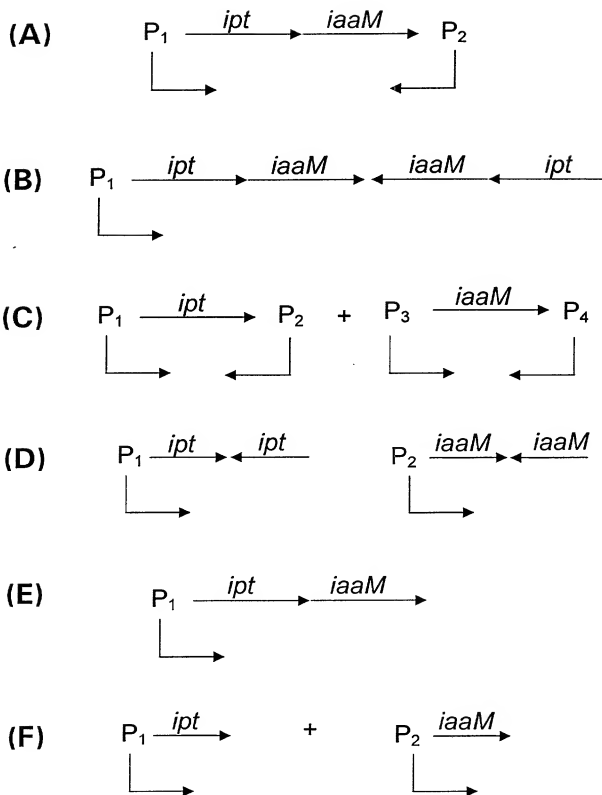 (A) P₁ ipt iaaM P₂
(B) P₁ ipt iaaM iaaM ipt
(C) P₁ ipt P₂ + P₃ iaaM P₄
(D) P₁ ipt ipt P₂ iaaM iaaM
(E) P₁ ipt iaaM
(F) P₁ ipt + P₂ iaaM